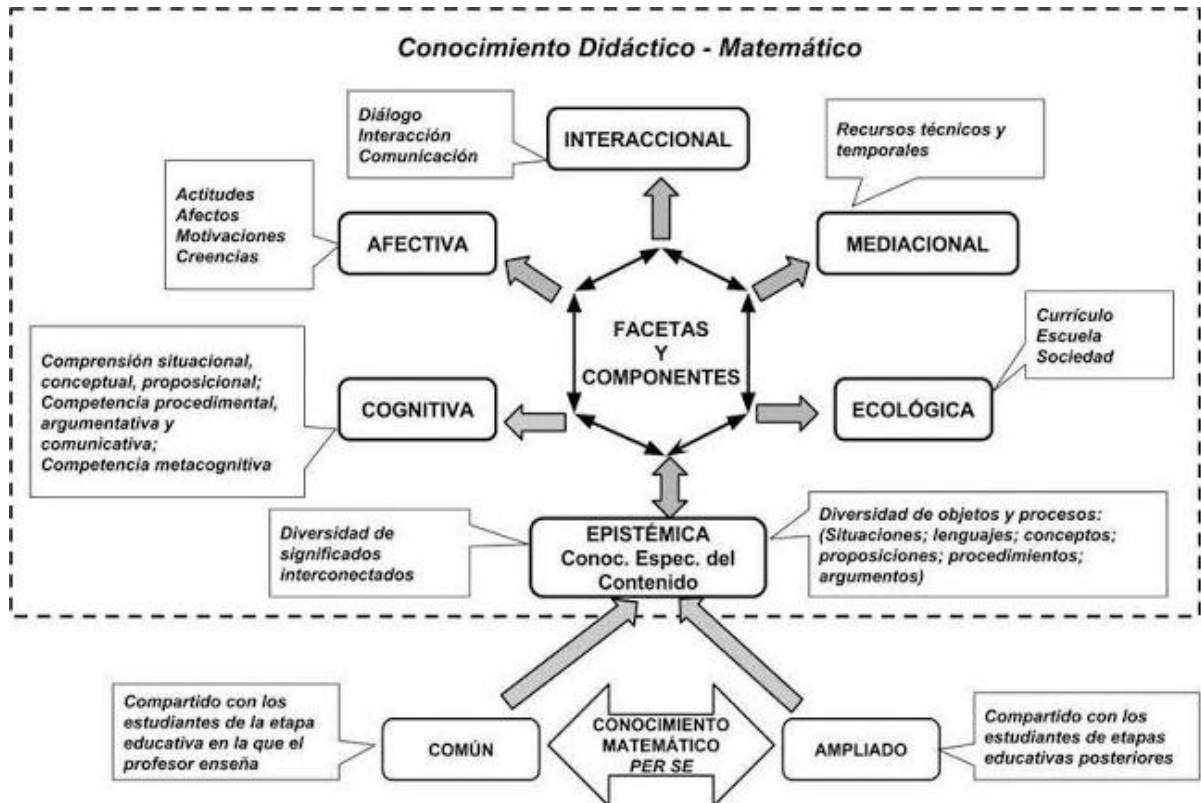 Conocimiento Didáctico - Matemático
Diálogo
Interacción
Comunicación
INTERACCIONAL
Recursos técnicos y
temporales
Actitudes
Afectos
Motivaciones
Creencias
AFECTIVA
MEDIACIONAL
FACETAS
Y
COMPONENTES
Currículo
Escuela
Sociedad
Comprensión situacional,
conceptual, proposicional;
Competencia procedimental,
argumentativa y
comunicativa;
Competencia metacognitiva
COGNITIVA
ECOLÓGICA
Diversidad de
significados
interconectados
EPISTÉMICA
Conoc. Espec. del
Contenido
Diversidad de objetos y procesos:
(Situaciones; lenguajes; conceptos;
proposiciones; procedimientos;
argumentos)
Compartido con los
estudiantes de la etapa
educativa en la que el
profesor enseña
COMÚN
CONOCIMIENTO
MATEMÁTICO
PER SE
AMPLIADO
Compartido con los
estudiantes de etapas
educativas posteriores